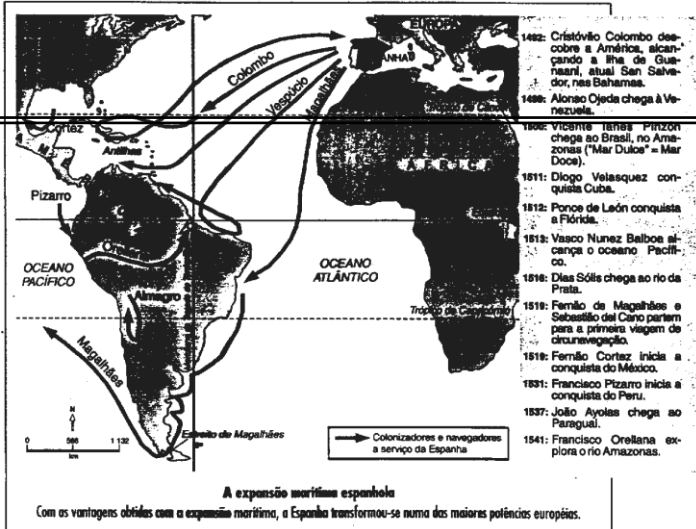 EUROPA
Colombo
Vespúcio
Magalhães
Trópico de Câncer
Cortez
Antilhas
ÁFRICA
Pizarro
OCEANO
PACÍFICO
OCEANO
ATLÂNTICO
Almagro
Trópico de Capricórnio
Magalhães
Estreito de Magalhães
N
0 566 1 132
km
Colonizadores e navegadores
a serviço da Espanha
1492: Cristóvão Colombo des-
cobre a América, alcan-
çando a Ilha de Gua-
naani, atual San Salva-
dor, nas Bahamas.
1499: Alonso Ojeda chega à Ve-
nezuela.
1500: Vicente Yañes Pinzón
chega ao Brasil, no Ama-
zonas ("Mar Dulce" = Mar
Doce).
1511: Diogo Velasquez con-
quista Cuba.
1512: Ponce de León conquista
a Flórida.
1513: Vasco Nunez Balboa al-
cança o oceano Pacífi-
co.
1516: Dias Sólis chega ao rio da
Prata.
1519: Fernão de Magalhães e
Sebastião del Cano partem
para a primeira viagem de
circunavegação.
1519: Fernão Cortez inicia a
conquista do México.
1531: Francisco Pizarro inicia a
conquista do Peru.
1537: João Ayolas chega ao
Paraguai.
1541: Francisco Orellana ex-
plora o rio Amazonas.
A expansão marítima espanhola
Com as vantagens obtidas com a expansão marítima, a Espanha transformou-se numa das maiores potências européias.